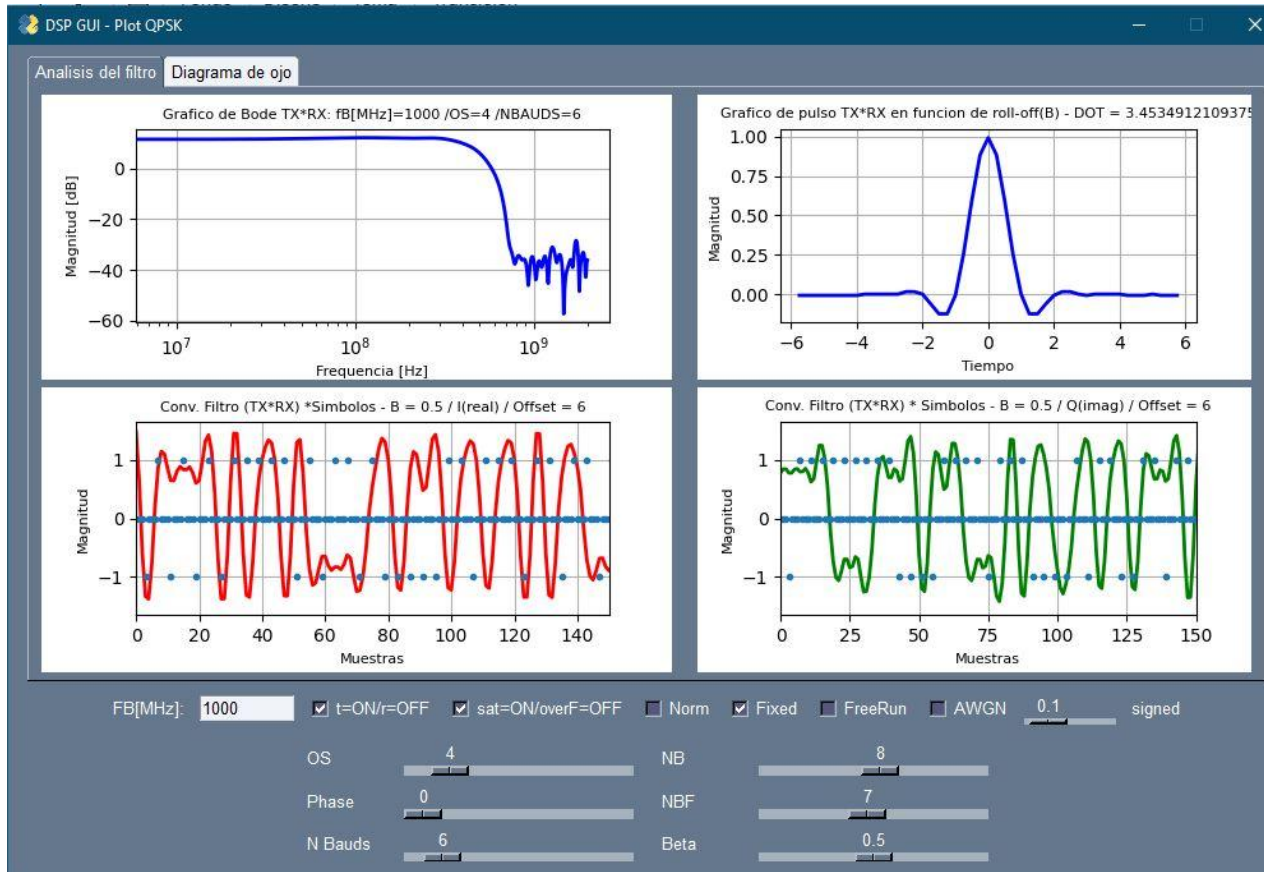 DSP GUI - Plot QPSK
Analisis del filtro
Diagrama de ojo
Grafico de Bode TX*RX: fB[MHz]=1000 /OS=4 /NBAUDS=6
Magnitud [dB]
0
−20
−40
−60
10⁷
10⁸
10⁹
Frequencia [Hz]
Grafico de pulso TX*RX en funcion de roll-off(B) - DOT = 3.4534912109375
Magnitud
1.00
0.75
0.50
0.25
0.00
−6 −4 −2 0 2 4 6
Tiempo
Conv. Filtro (TX*RX) *Simbolos - B = 0.5 / I(real) / Offset = 6
Magnitud
1
0
−1
0 20 40 60 80 100 120 140
Muestras
Conv. Filtro (TX*RX) * Simbolos - B = 0.5 / Q(imag) / Offset = 6
Magnitud
1
0
−1
0 25 50 75 100 125 150
Muestras
FB[MHz]: 1000 t=ON/r=OFF sat=ON/overF=OFF Norm Fixed FreeRun AWGN 0.1 signed
OS 4 NB 8
Phase 0 NBF 7
N Bauds 6 Beta 0.5